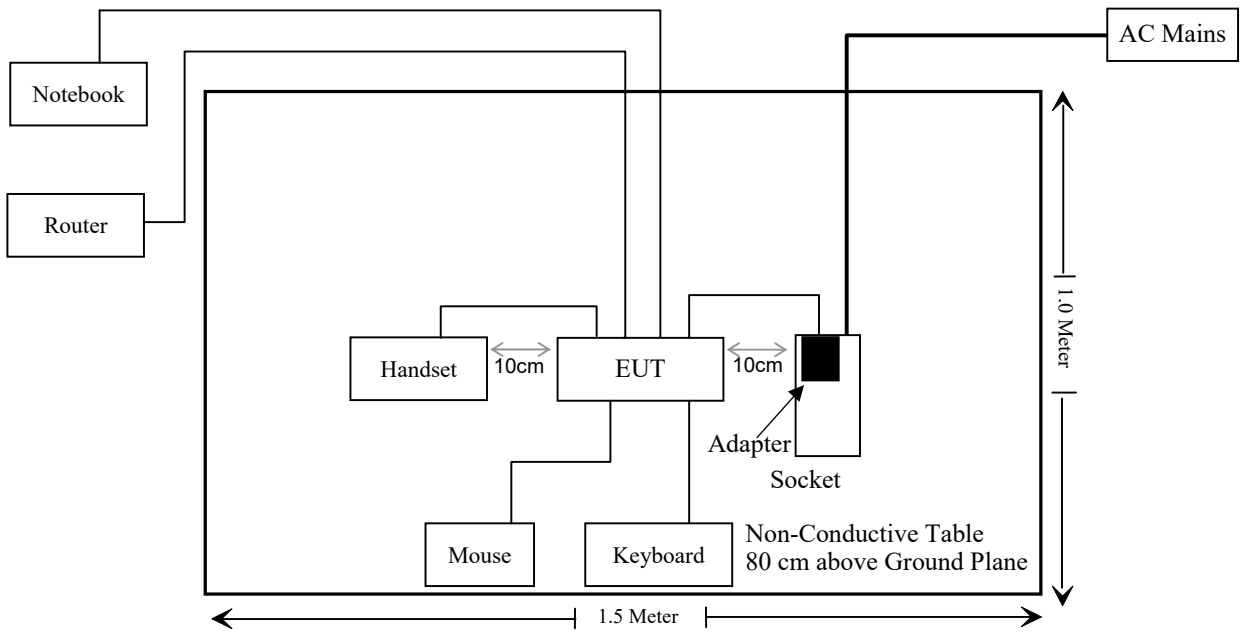 AC Mains
Notebook
Router
1.0 Meter
Handset
10cm
EUT
10cm
Adapter
Socket
Mouse
Keyboard
Non-Conductive Table
80 cm above Ground Plane
1.5 Meter